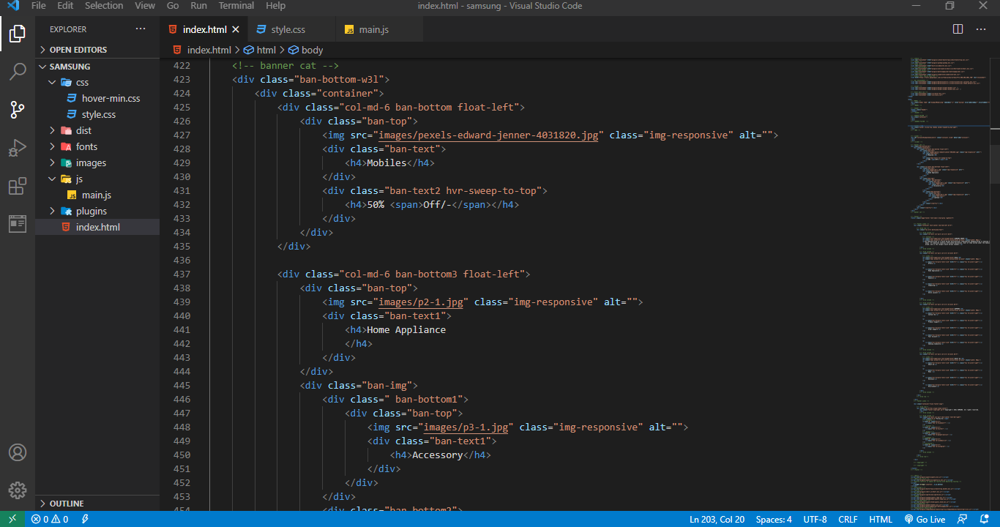 File Edit Selection View Go Run Terminal Help
index.html - samsung - Visual Studio Code
EXPLORER
OPEN EDITORS
SAMSUNG
css
hover-min.css
style.css
dist
fonts
images
js
main.js
plugins
index.html
OUTLINE
index.html style.css main.js
index.html > html > body
422 <!-- banner cat -->
423 <div class="ban-bottom-w3l">
424 <div class="container">
425 <div class="col-md-6 ban-bottom float-left">
426 <div class="ban-top">
427 <img src="images/pexels-edward-jenner-4031820.jpg" class="img-responsive" alt="">
428 <div class="ban-text">
429 <h4>Mobiles</h4>
430 </div>
431 <div class="ban-text2 hvr-sweep-to-top">
432 <h4>50% <span>Off/-</span></h4>
433 </div>
434 </div>
435 </div>
436
437 <div class="col-md-6 ban-bottom3 float-left">
438 <div class="ban-top">
439 <img src="images/p2-1.jpg" class="img-responsive" alt="">
440 <div class="ban-text1">
441 <h4>Home Appliance
442 </h4>
443 </div>
444 </div>
445 <div class="ban-img">
446 <div class=" ban-bottom1">
447 <div class="ban-top">
448 <img src="images/p3-1.jpg" class="img-responsive" alt="">
449 <div class="ban-text1">
450 <h4>Accessory</h4>
451 </div>
452 </div>
453 </div>
454 <div class="ban-bottom2">
0 0
Ln 203, Col 20 Spaces: 4 UTF-8 CRLF HTML Go Live